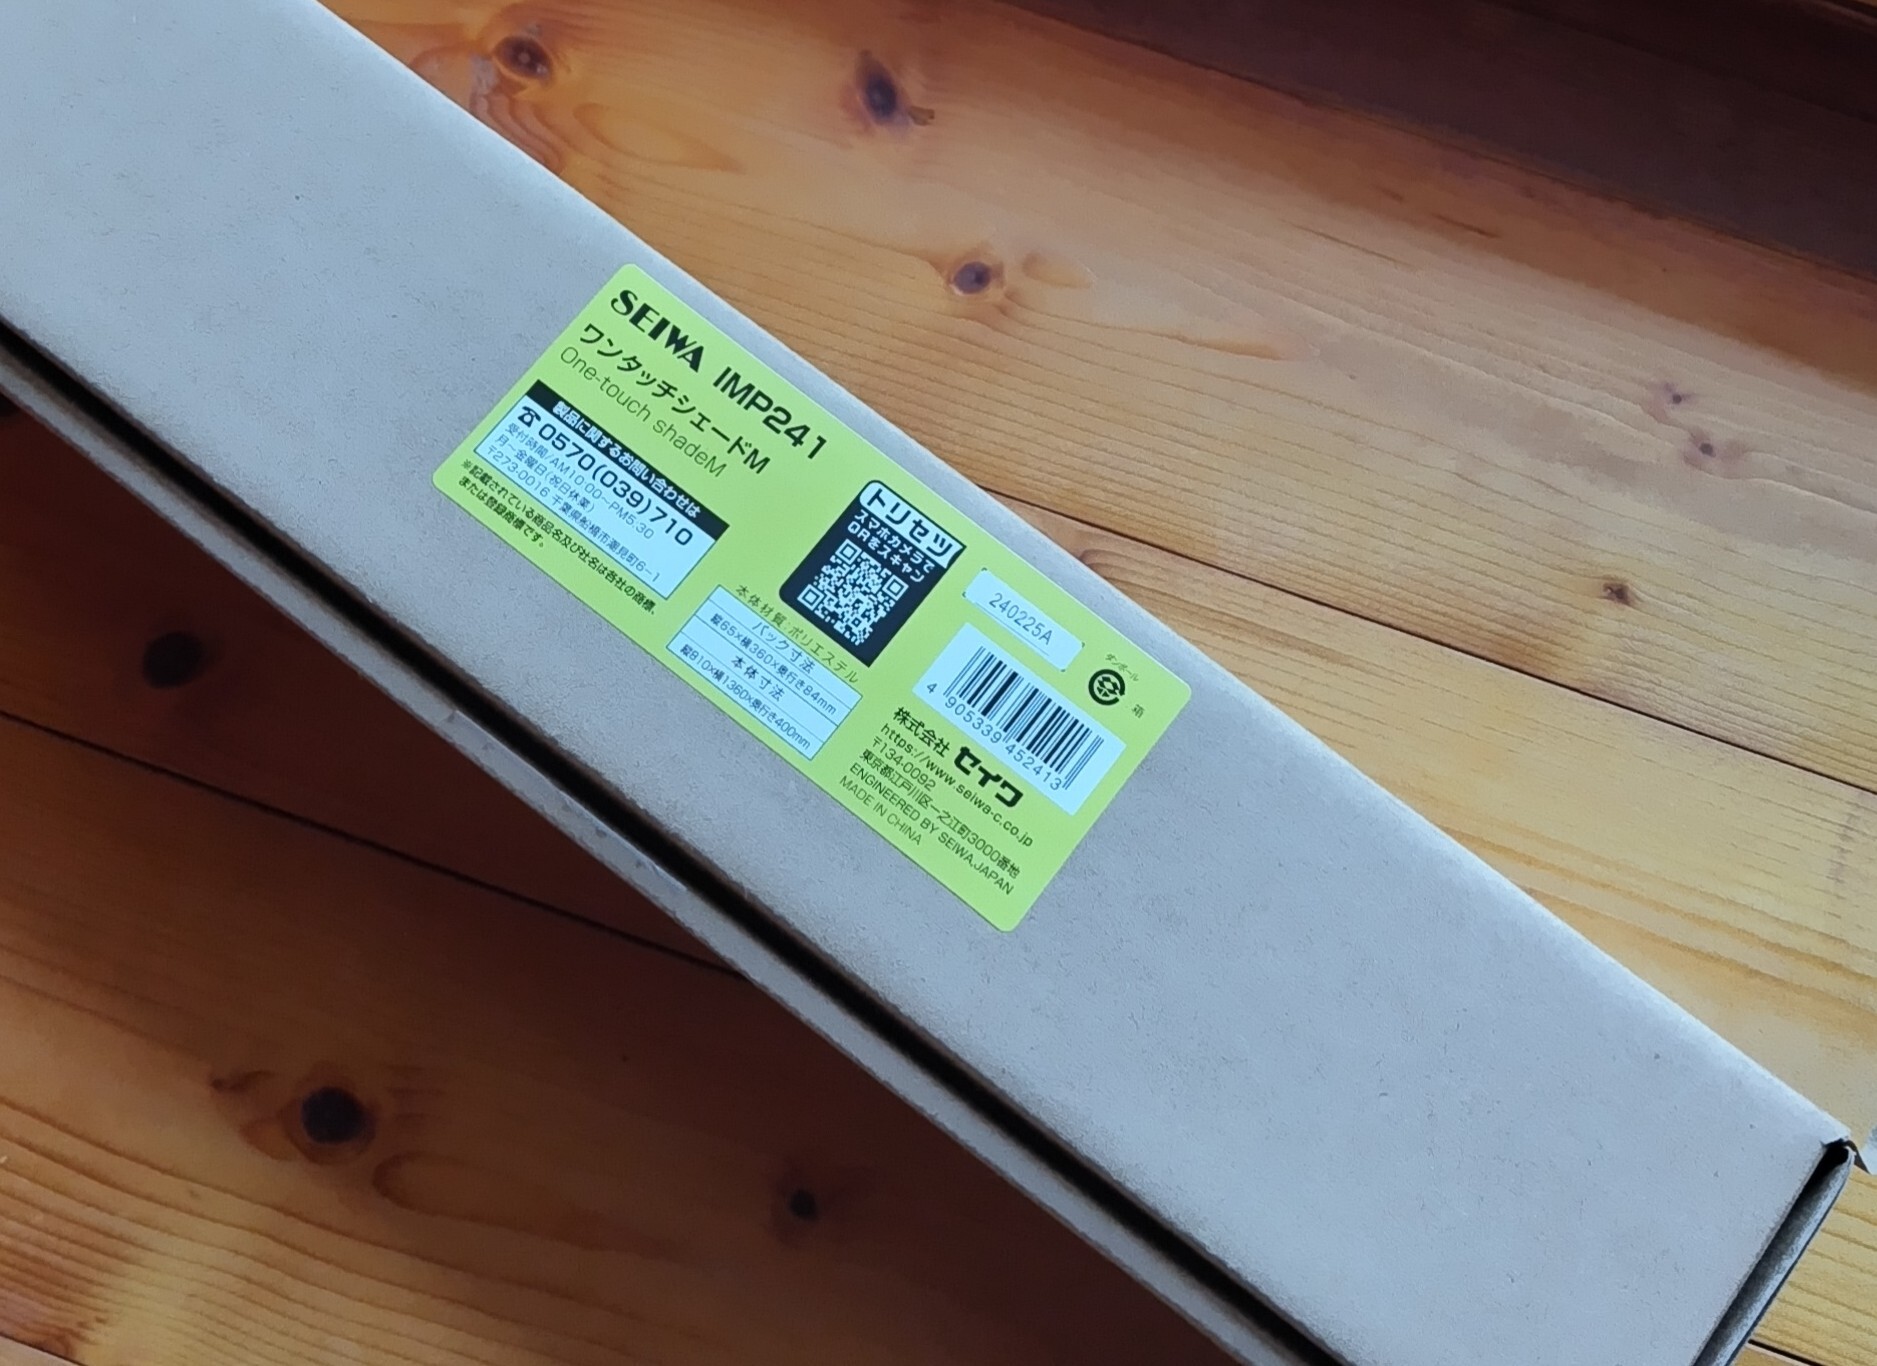 SEIWA IMP241
ワンタッチシェードM
One-touch shadeM
製品に関するお問い合わせは
☎0570(039)710
受付時間/AM10:00~PM5:30
月~金曜日(祝日休業)
〒273-0016 千葉県船橋市潮見町6-1
※記載されている商品名及び社名は各社の商標、
または登録商標です。
トリセツ
スマホカメラで
QRをスキャン
本体材質:ポリエステル
パック寸法
縦65×横360×奥行き84mm
本体寸法
縦810×横1360×奥行き400mm
240225A
ダンボール
箱
4 905339 452413
株式会社 セイワ
https://www.seiwa-c.co.jp
〒134-0092
東京都江戸川区一之江町3000番地
ENGINEERED BY SEIWA,JAPAN
MADE IN CHINA